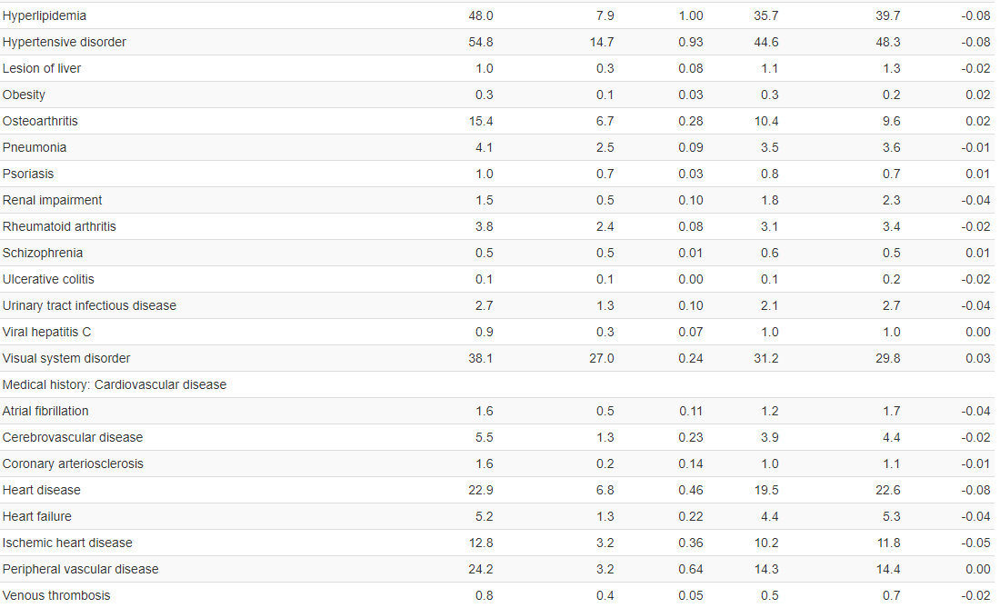 Hyperlipidemia 48.0 7.9 1.00 35.7 39.7 -0.08
Hypertensive disorder 54.8 14.7 0.93 44.6 48.3 -0.08
Lesion of liver 1.0 0.3 0.08 1.1 1.3 -0.02
Obesity 0.3 0.1 0.03 0.3 0.2 0.02
Osteoarthritis 15.4 6.7 0.28 10.4 9.6 0.02
Pneumonia 4.1 2.5 0.09 3.5 3.6 -0.01
Psoriasis 1.0 0.7 0.03 0.8 0.7 0.01
Renal impairment 1.5 0.5 0.10 1.8 2.3 -0.04
Rheumatoid arthritis 3.8 2.4 0.08 3.1 3.4 -0.02
Schizophrenia 0.5 0.5 0.01 0.6 0.5 0.01
Ulcerative colitis 0.1 0.1 0.00 0.1 0.2 -0.02
Urinary tract infectious disease 2.7 1.3 0.10 2.1 2.7 -0.04
Viral hepatitis C 0.9 0.3 0.07 1.0 1.0 0.00
Visual system disorder 38.1 27.0 0.24 31.2 29.8 0.03
Medical history: Cardiovascular disease
Atrial fibrillation 1.6 0.5 0.11 1.2 1.7 -0.04
Cerebrovascular disease 5.5 1.3 0.23 3.9 4.4 -0.02
Coronary arteriosclerosis 1.6 0.2 0.14 1.0 1.1 -0.01
Heart disease 22.9 6.8 0.46 19.5 22.6 -0.08
Heart failure 5.2 1.3 0.22 4.4 5.3 -0.04
Ischemic heart disease 12.8 3.2 0.36 10.2 11.8 -0.05
Peripheral vascular disease 24.2 3.2 0.64 14.3 14.4 0.00
Venous thrombosis 0.8 0.4 0.05 0.5 0.7 -0.02